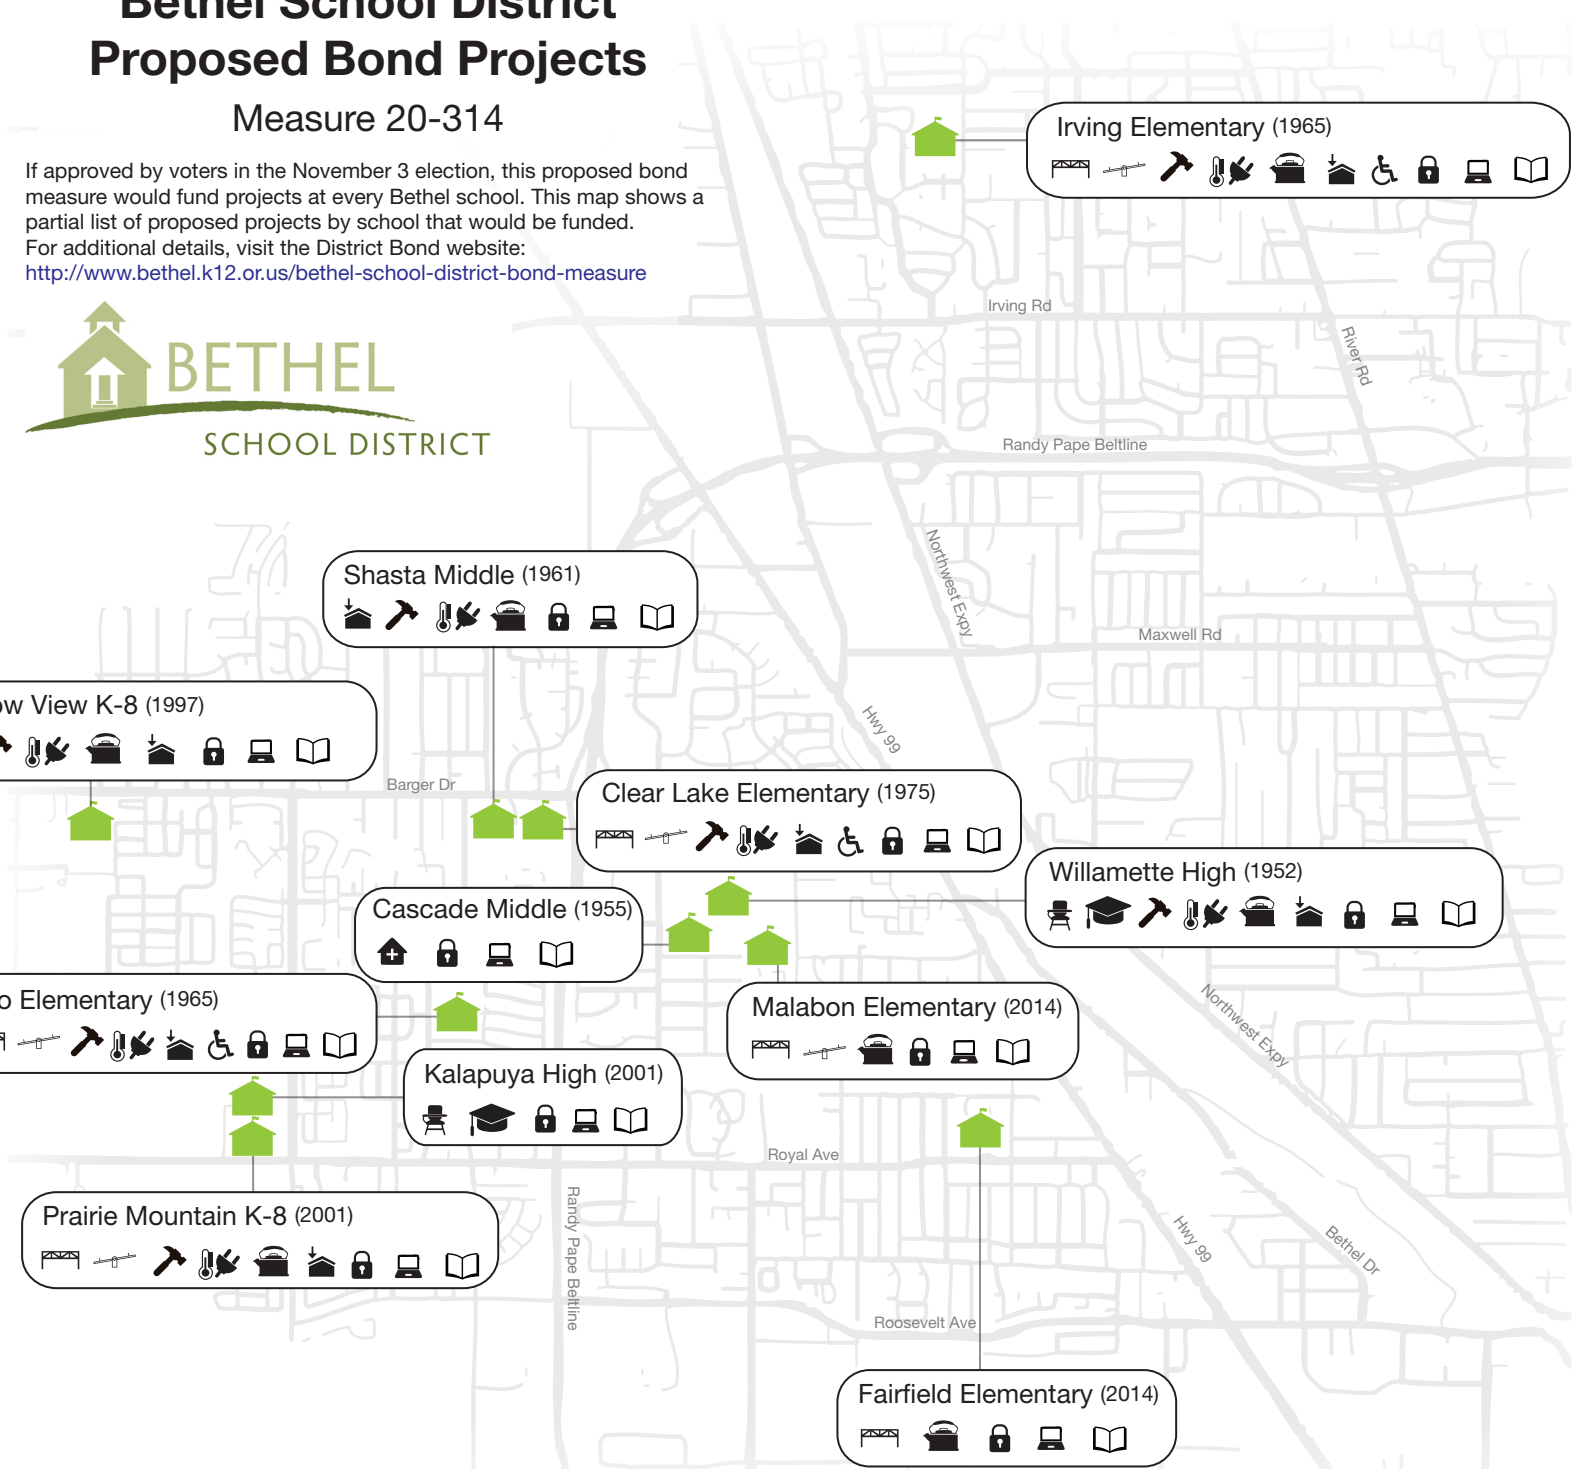 Bethel School District
Proposed Bond Projects
Measure 20-314
If approved by voters in the November 3 election, this proposed bond
measure would fund projects at every Bethel school. This map shows a
partial list of proposed projects by school that would be funded.
For additional details, visit the District Bond website:
http://www.bethel.k12.or.us/bethel-school-district-bond-measure
BETHEL
SCHOOL DISTRICT
Irving Elementary (1965)
Irving Rd
River Rd
Randy Pape Beltline
Northwest Expy
Shasta Middle (1961)
Maxwell Rd
ow View K-8 (1997)
Hwy 99
Barger Dr
Clear Lake Elementary (1975)
Willamette High (1952)
Cascade Middle (1955)
o Elementary (1965)
Malabon Elementary (2014)
Northwest Expy
Kalapuya High (2001)
Royal Ave
Prairie Mountain K-8 (2001)
Randy Pape Beltline
Hwy 99
Bethel Dr
Roosevelt Ave
Fairfield Elementary (2014)